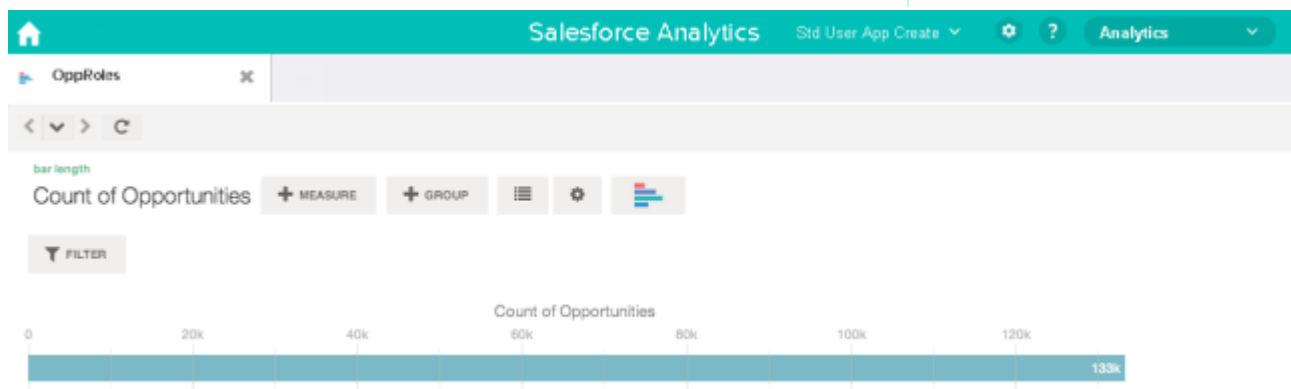 Salesforce Analytics Std User App Create ? Analytics
OppRoles
bar length
Count of Opportunities MEASURE GROUP
FILTER
Count of Opportunities
0 20k 40k 60k 80k 100k 120k
133k